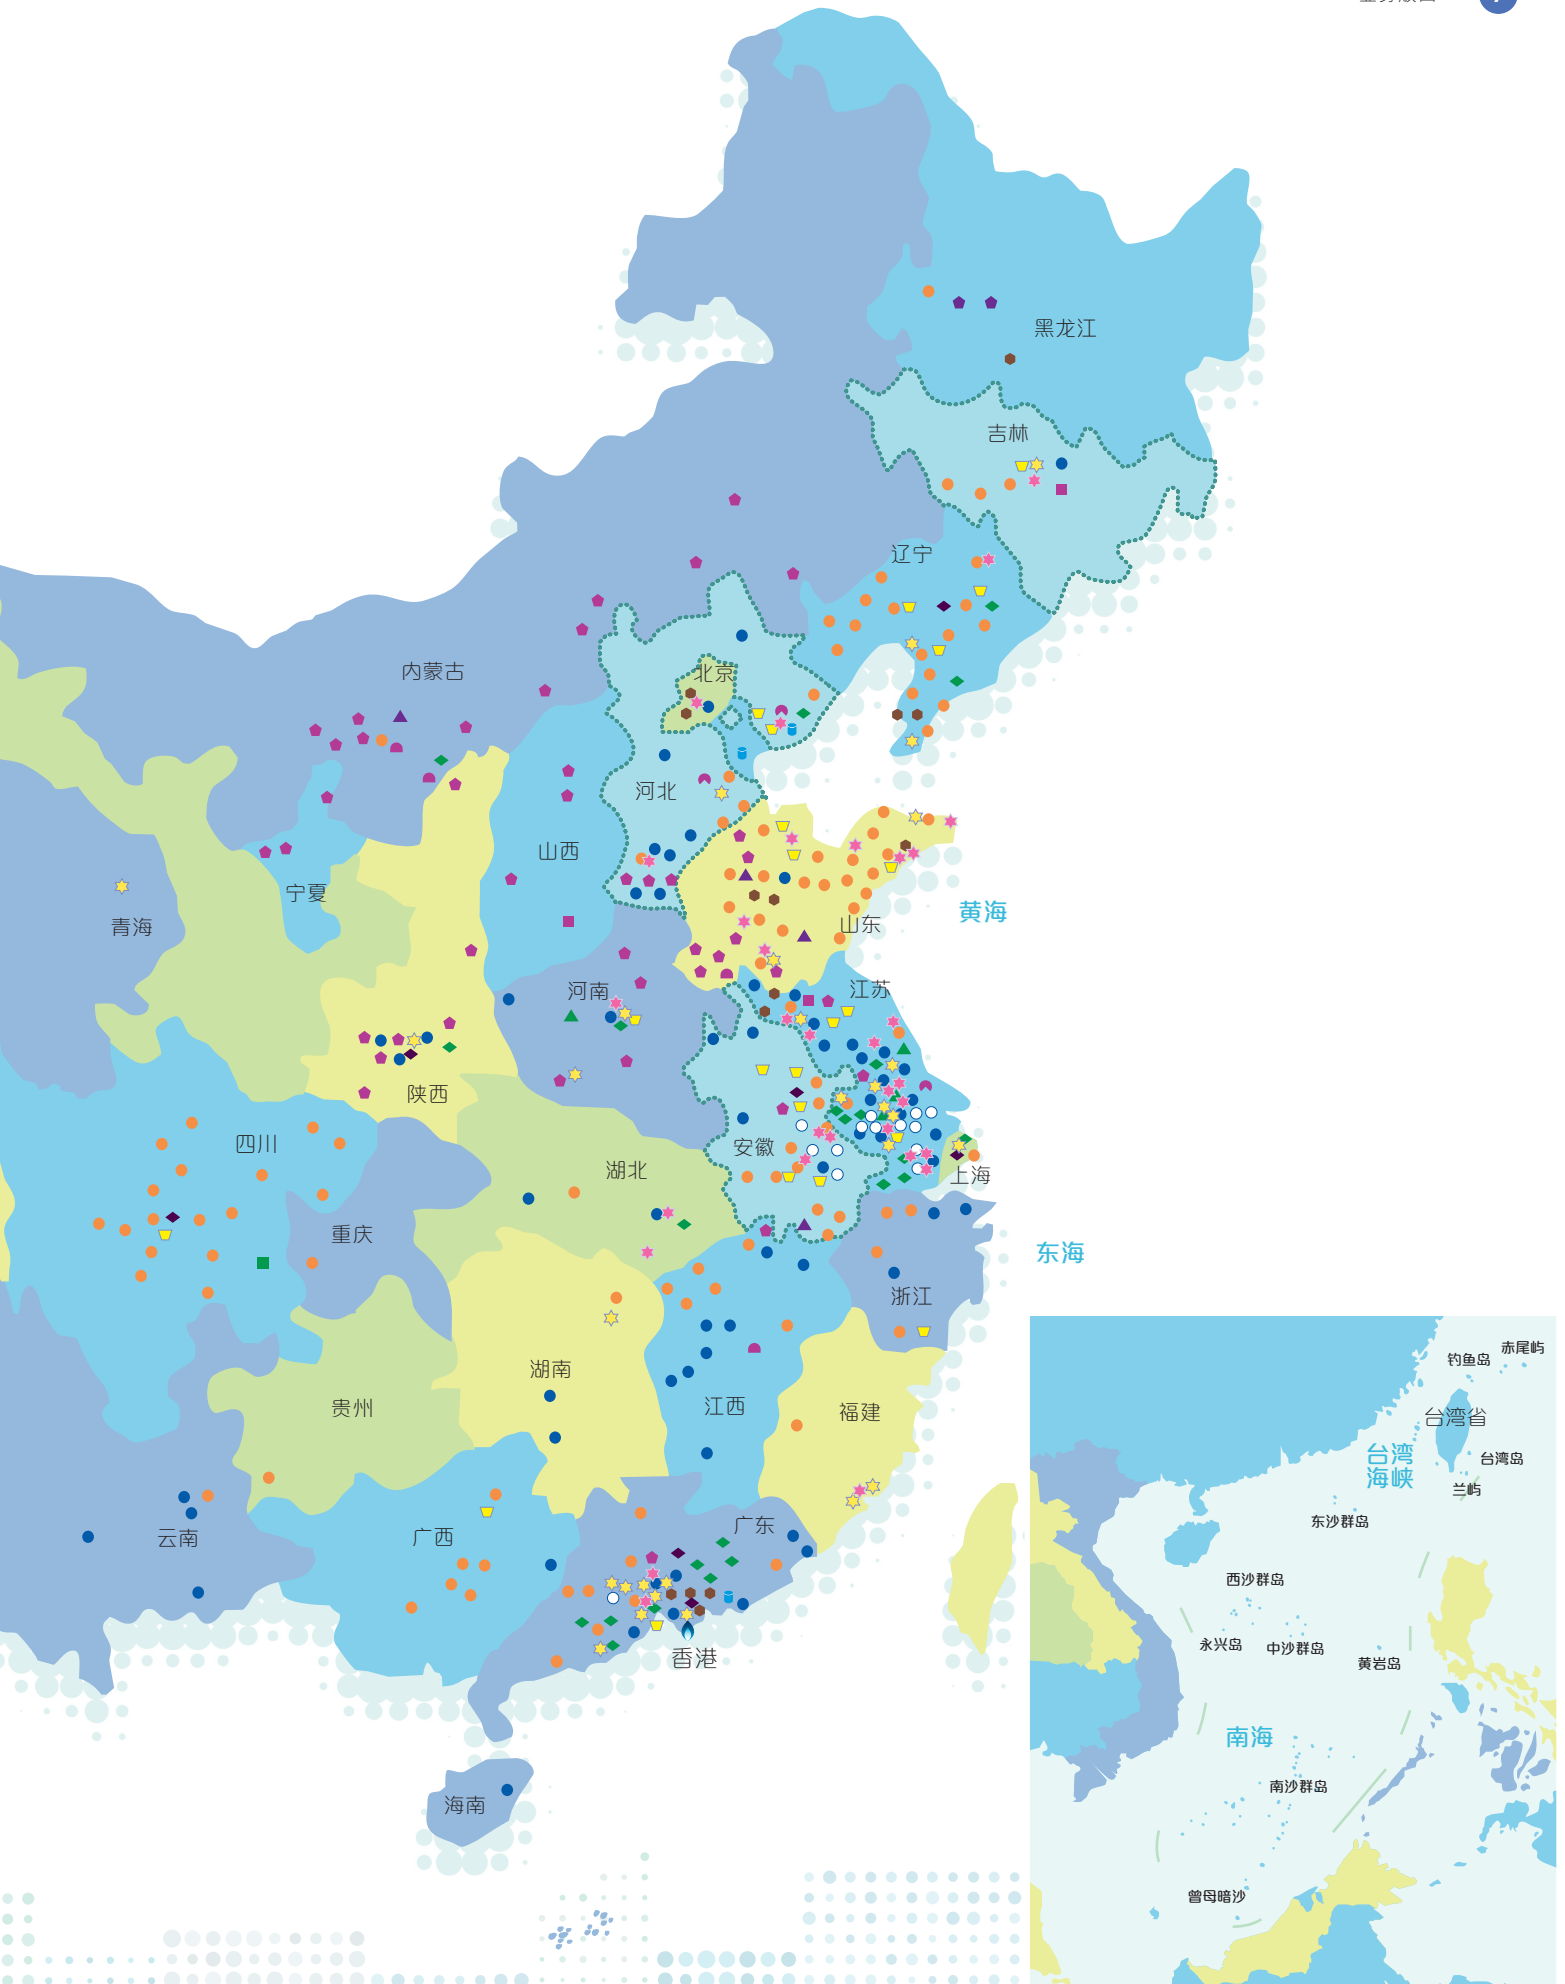 黑龙江
吉林
辽宁
内蒙古
北京
河北
山西
宁夏
青海
山东
黄海
河南
江苏
陕西
四川
安徽
湖北
上海
重庆
东海
浙江
湖南
贵州
江西
福建
云南
广西
广东
香港
海南
赤尾屿
钓鱼岛
台湾省
台湾
海峡
台湾岛
兰屿
东沙群岛
西沙群岛
永兴岛
中沙群岛
黄岩岛
南海
南沙群岛
曾母暗沙